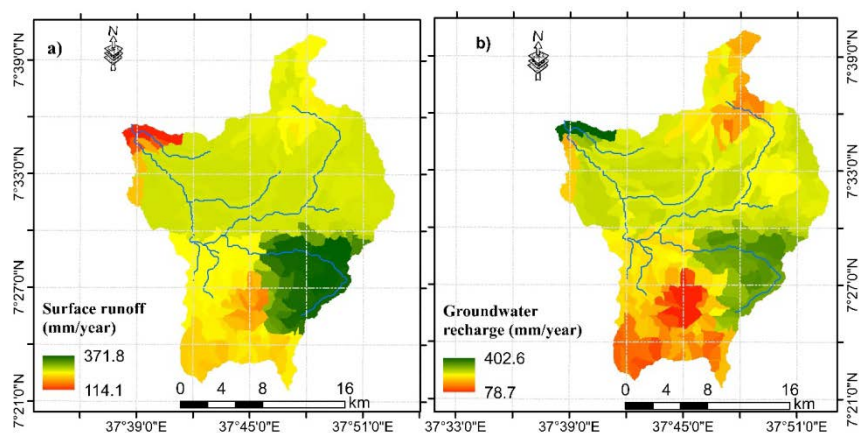 a)
N
7°39'0"N
7°33'0"N
7°27'0"N
7°21'0"N
Surface runoff
(mm/year)
371.8
114.1
0 4 8 16
km
37°39'0"E 37°45'0"E 37°51'0"E
b)
N
7°39'0"N
7°33'0"N
7°27'0"N
7°21'0"N
Groundwater
recharge (mm/year)
402.6
78.7
0 4 8 16
km
37°33'0"E 37°39'0"E 37°45'0"E 37°51'0"E